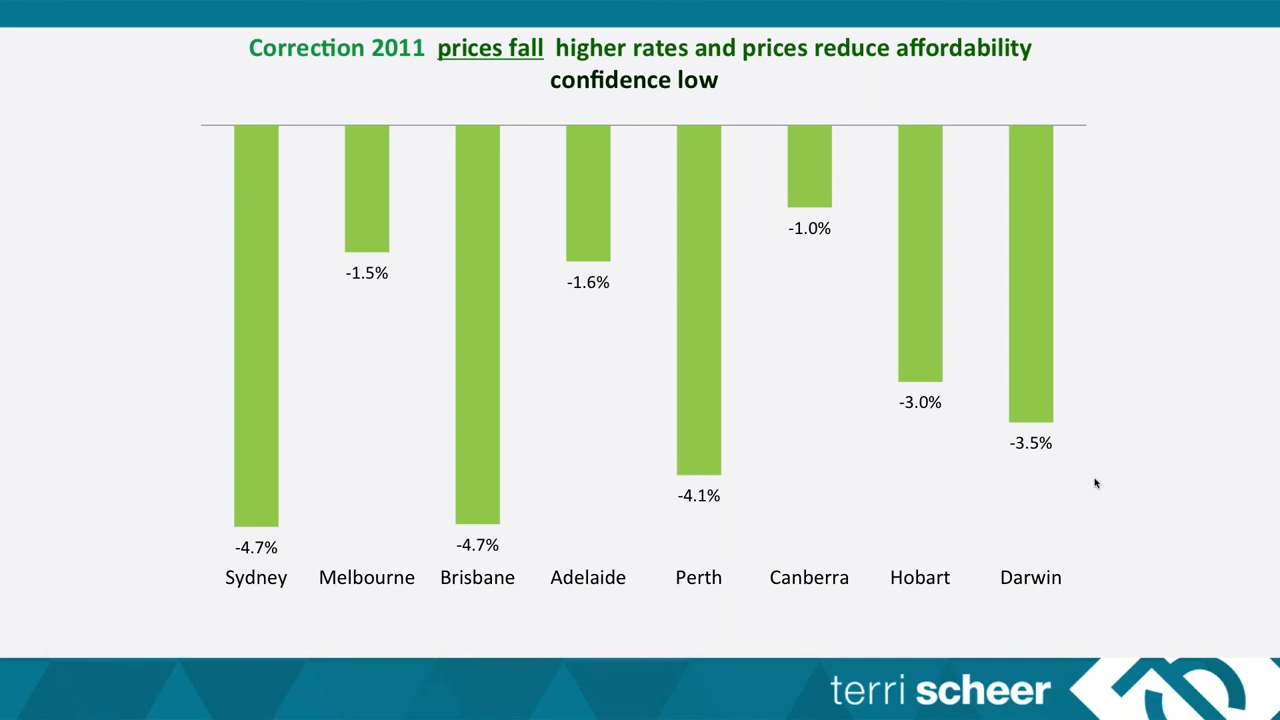 Correction 2011 prices fall higher rates and prices reduce affordability
confidence low
-1.0%
-1.5%
-1.6%
-3.0%
-3.5%
-4.1%
-4.7%
-4.7%
Sydney Melbourne Brisbane Adelaide Perth Canberra Hobart Darwin
terri scheer